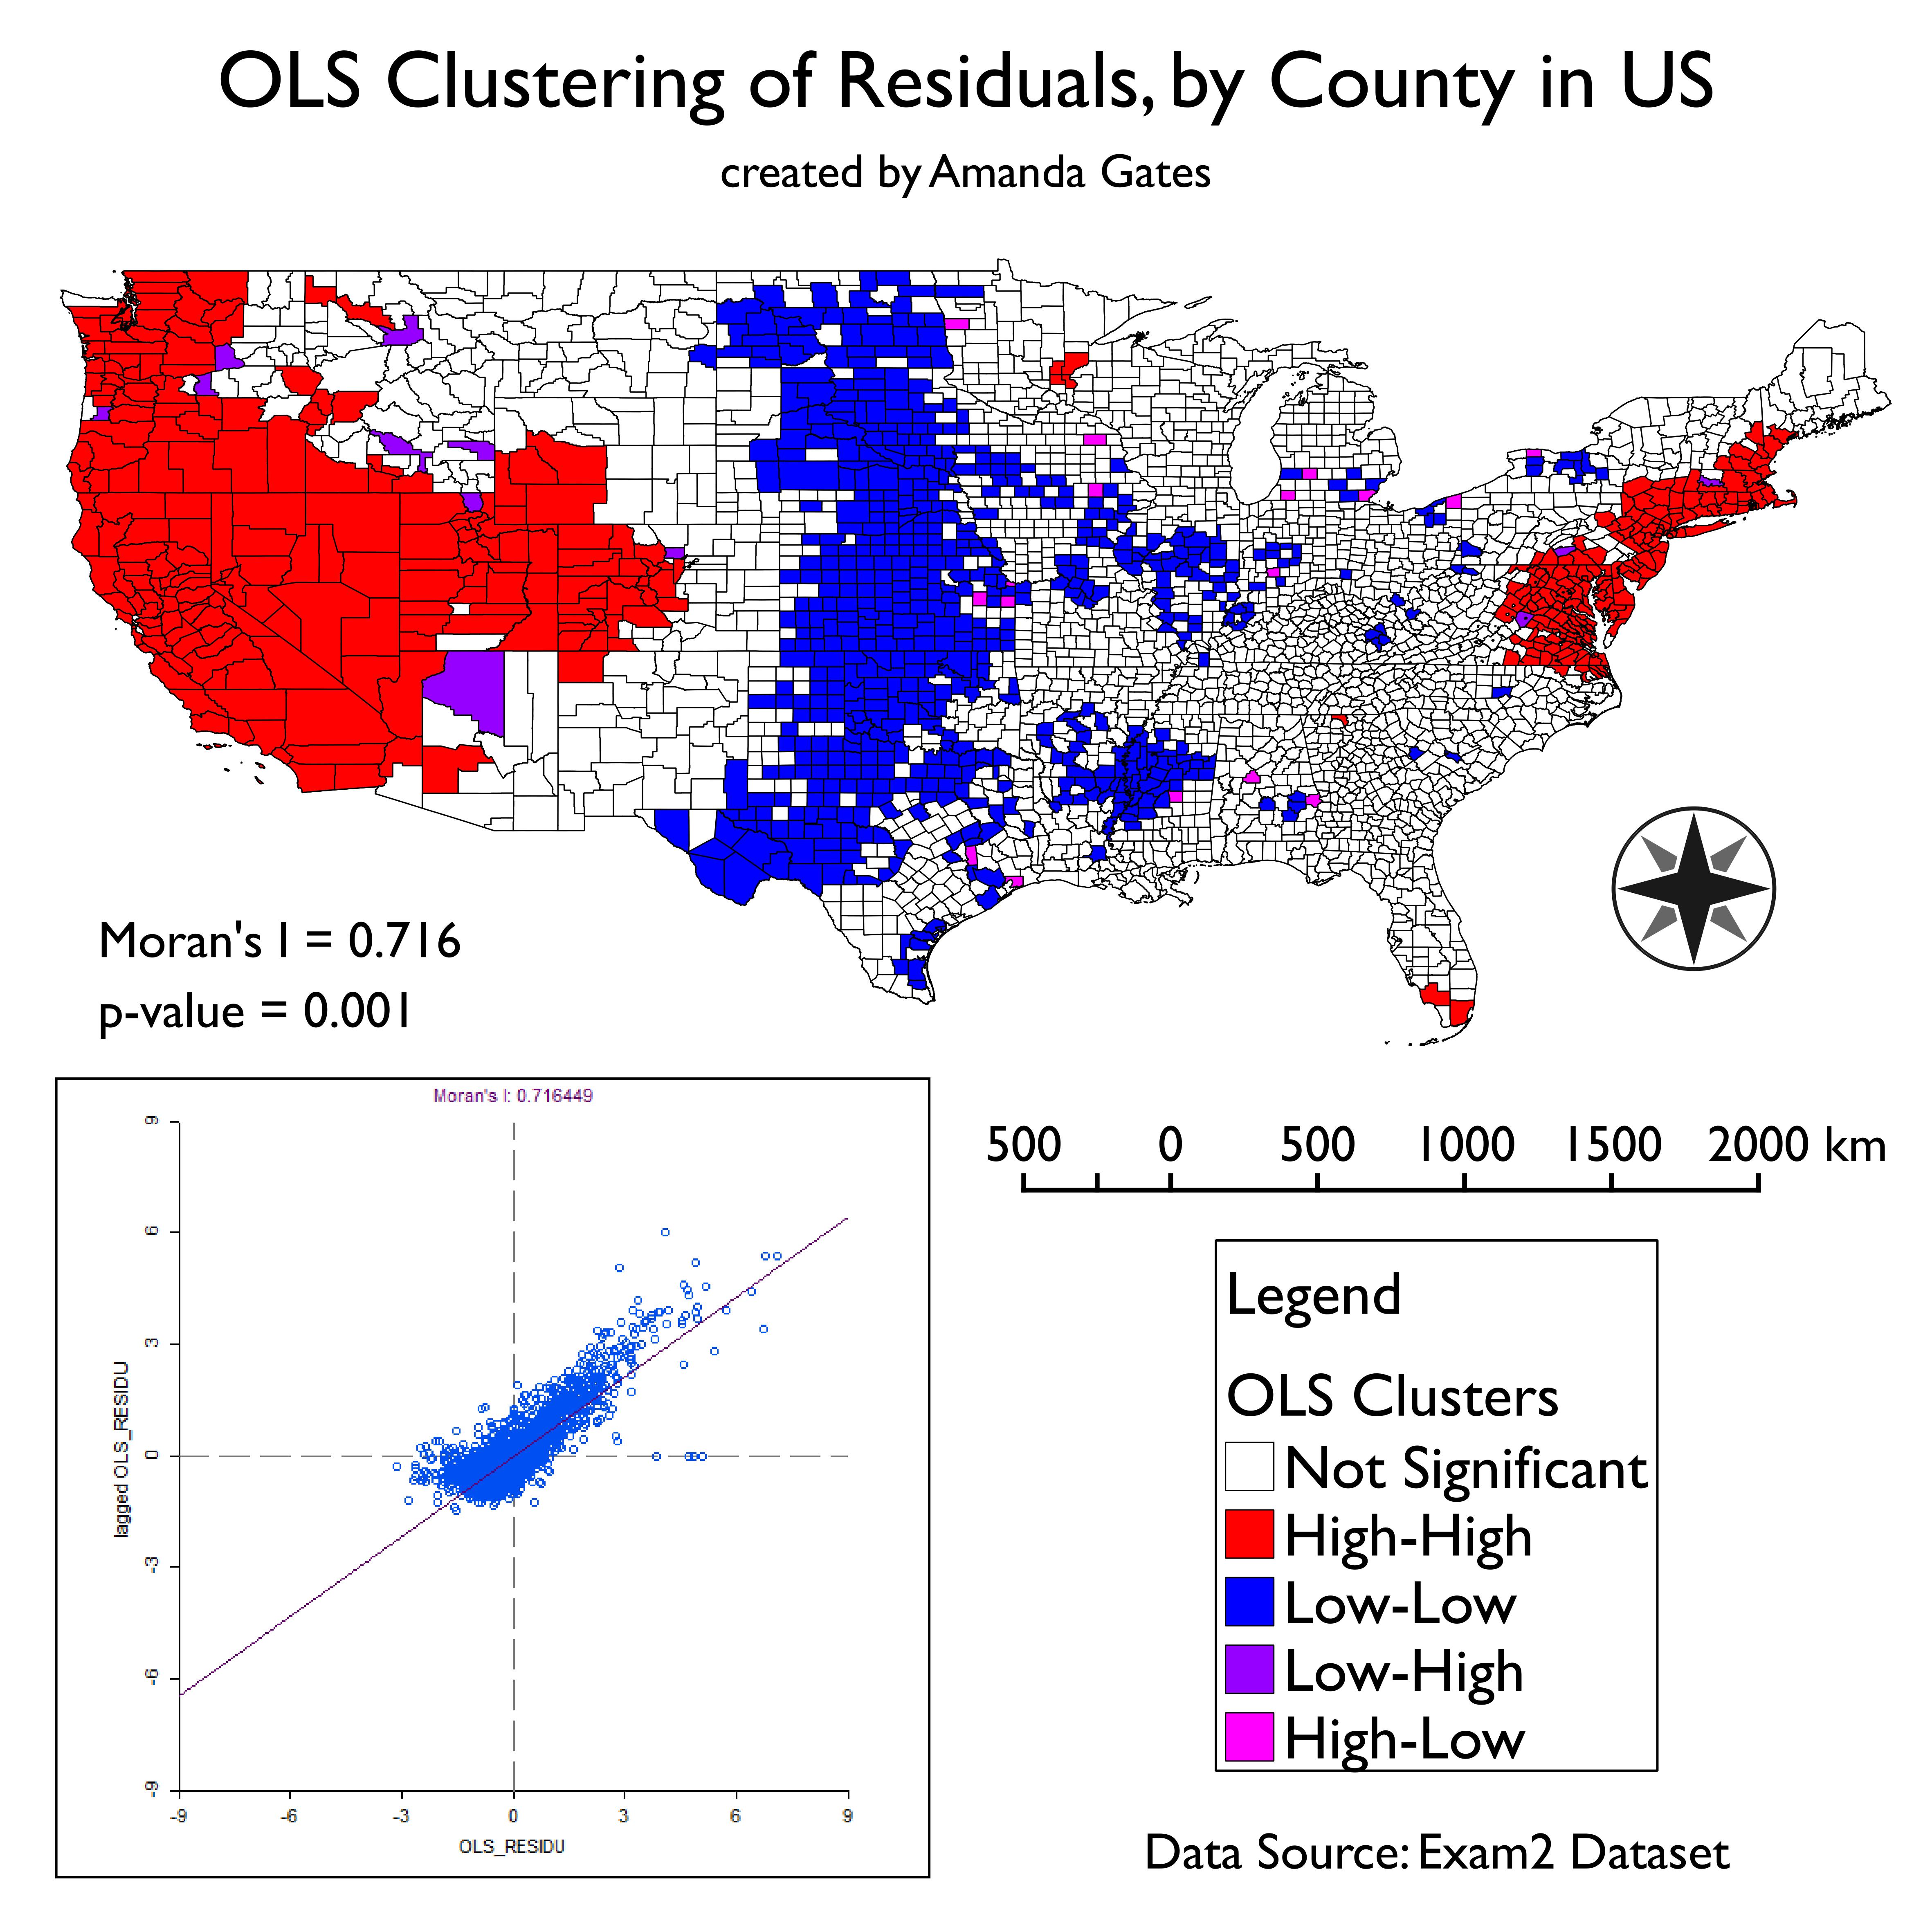 OLS Clustering of Residuals, by County in US
created by Amanda Gates
Moran's I = 0.716
p-value = 0.001
Moran's I: 0.716449
9
6
3
0
-3
-6
-9
lagged OLS_RESIDU
-9 -6 -3 0 3 6 9
OLS_RESIDU
500 0 500 1000 1500 2000 km
Legend
OLS Clusters
Not Significant
High-High
Low-Low
Low-High
High-Low
Data Source: Exam2 Dataset